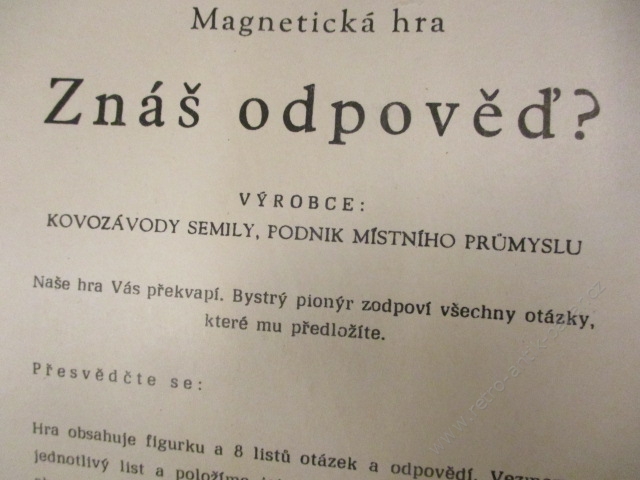 Magnetická hra
Znáš odpověď?
VÝROBCE:
KOVOZÁVODY SEMILY, PODNIK MÍSTNÍHO PRŮMYSLU
Naše hra Vás překvapí. Bystrý pionýr zodpoví všechny otázky,
které mu předložíte.
Přesvědčte se:
Hra obsahuje figurku a 8 listů otázek a odpovědí.
jednotlivý list a položíme